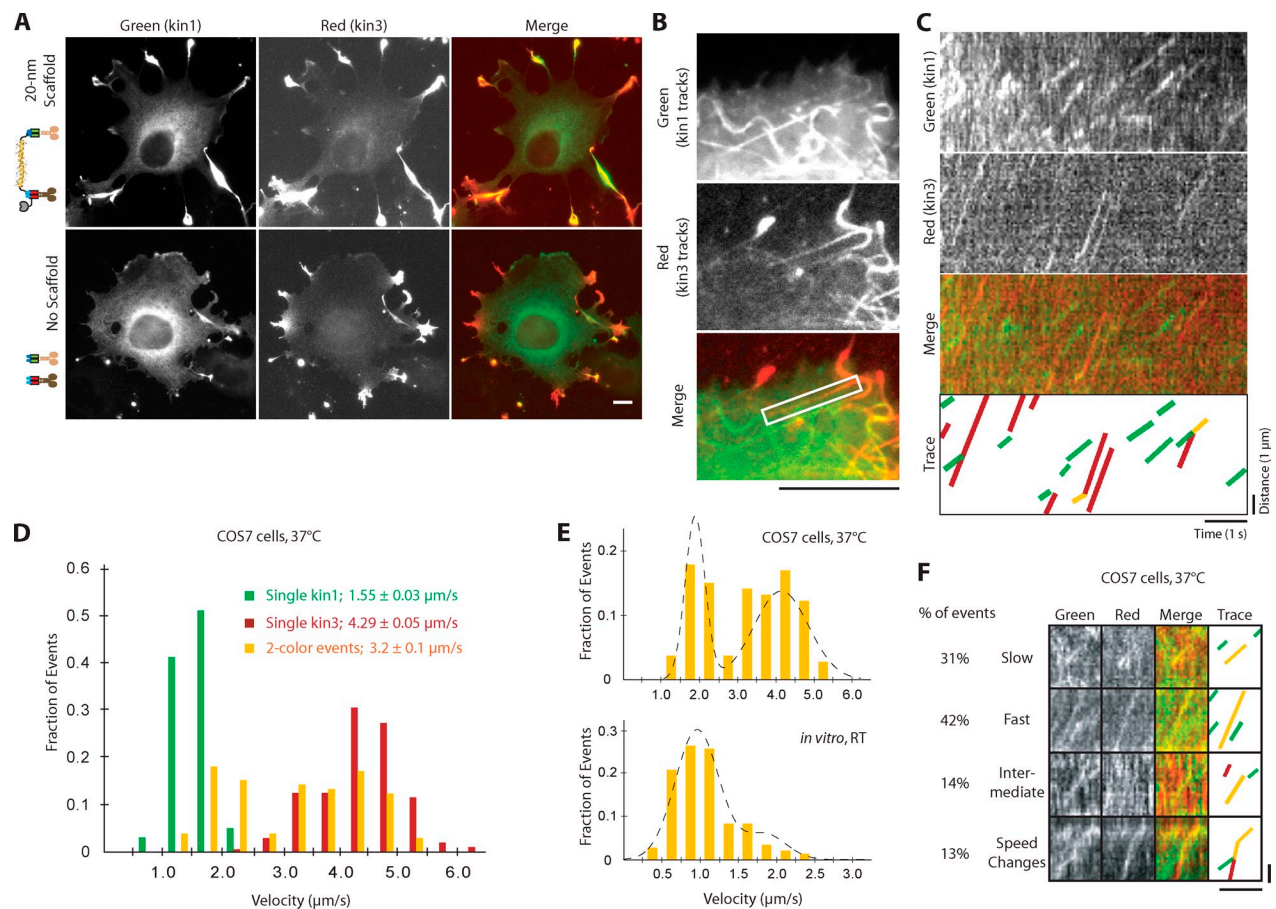 A
Green (kin1)
Red (kin3)
Merge
20-nm
Scaffold
No Scaffold
B
Green
(kin1 tracks)
Red
(kin3 tracks)
Merge
C
Green (kin1)
Red (kin3)
Merge
Trace
Distance (1 µm)
Time (1 s)
D
COS7 cells, 37°C
Fraction of Events
0.6
0.5
0.4
0.3
0.2
0.1
0
Single kin1; 1.55 ± 0.03 µm/s
Single kin3; 4.29 ± 0.05 µm/s
2-color events; 3.2 ± 0.1 µm/s
1.0 2.0 3.0 4.0 5.0 6.0
Velocity (µm/s)
E
COS7 cells, 37°C
Fraction of Events
0.2
0.1
0
1.0 2.0 3.0 4.0 5.0 6.0
in vitro, RT
Fraction of Events
0.3
0.2
0.1
0
0.5 1.0 1.5 2.0 2.5 3.0
Velocity (µm/s)
F
COS7 cells, 37°C
% of events
Green Red Merge Trace
31% Slow
42% Fast
14% Inter-
mediate
13% Speed
Changes